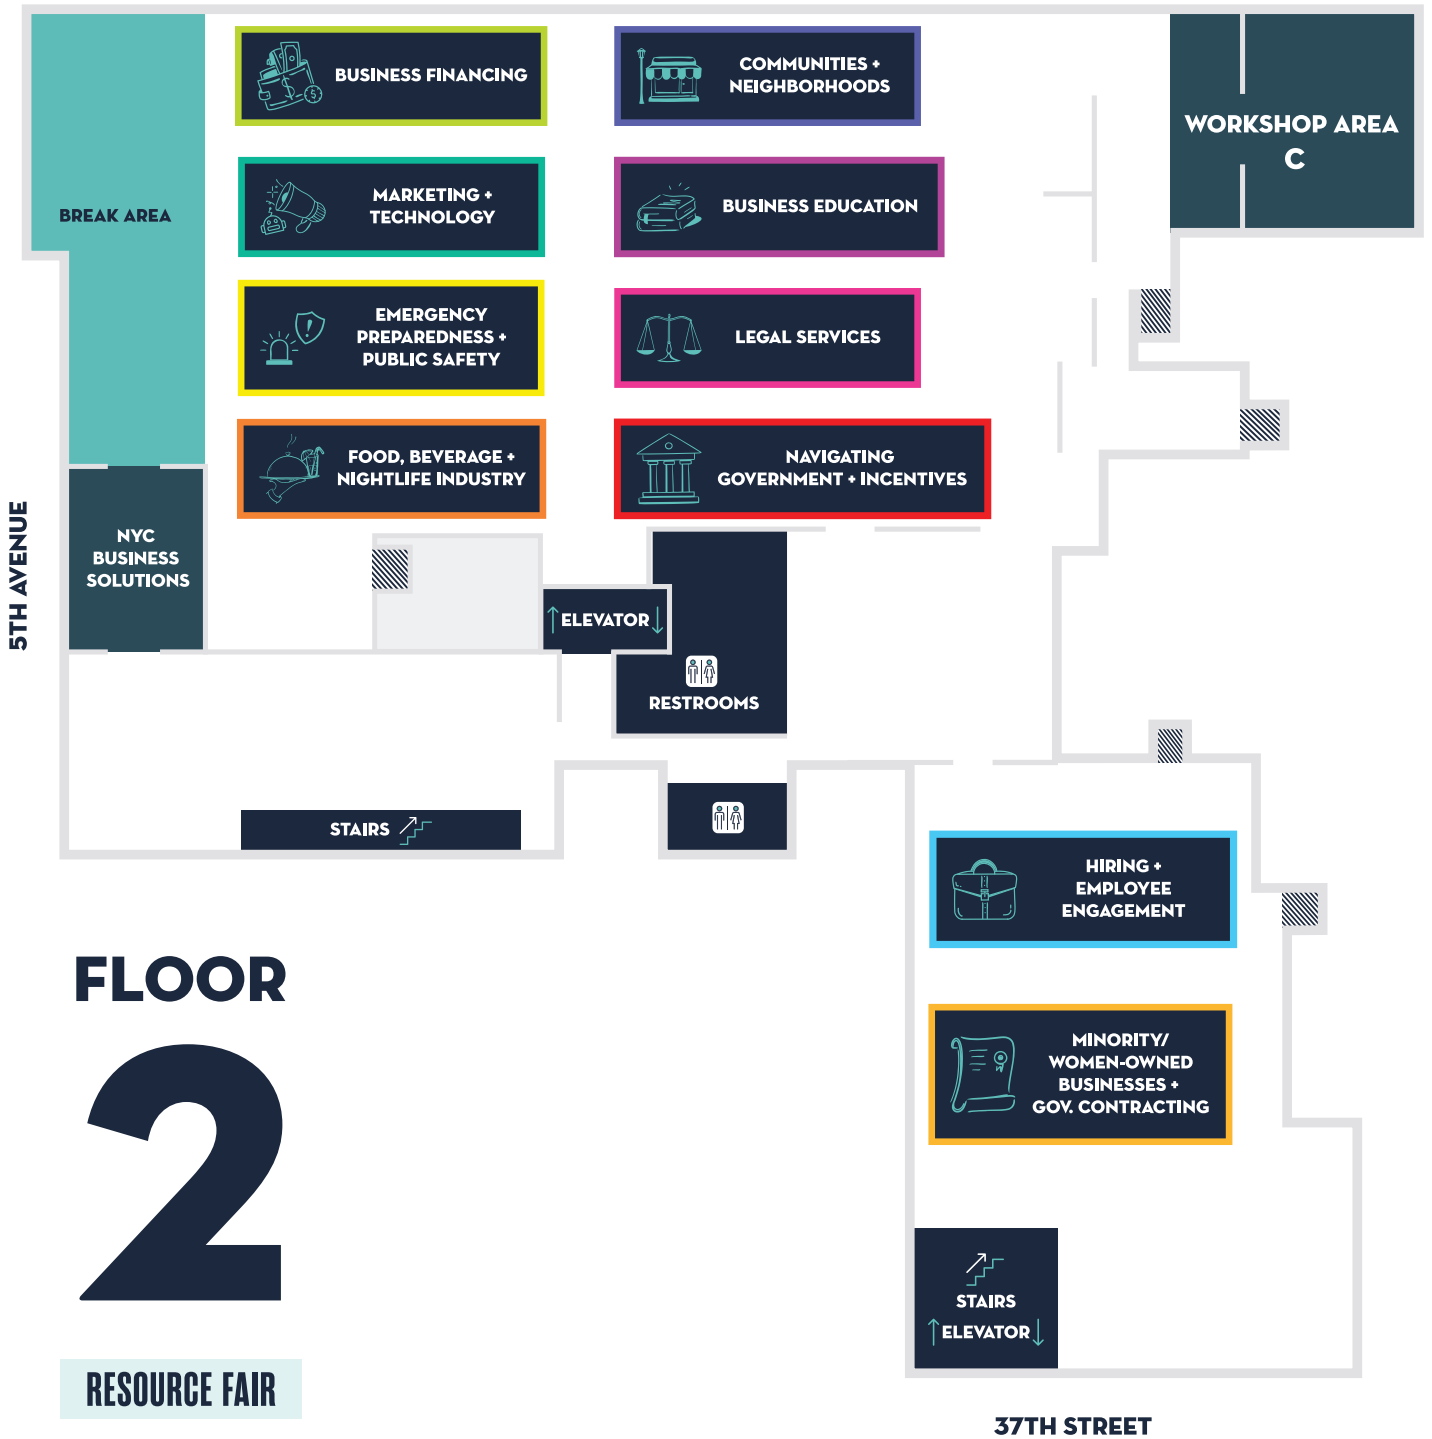 BUSINESS FINANCING
COMMUNITIES +
NEIGHBORHOODS
WORKSHOP AREA
C
BREAK AREA
MARKETING +
TECHNOLOGY
BUSINESS EDUCATION
EMERGENCY
PREPAREDNESS +
PUBLIC SAFETY
LEGAL SERVICES
FOOD, BEVERAGE +
NIGHTLIFE INDUSTRY
NAVIGATING
GOVERNMENT + INCENTIVES
5TH AVENUE
NYC
BUSINESS
SOLUTIONS
↑ ELEVATOR ↓
RESTROOMS
STAIRS
HIRING +
EMPLOYEE
ENGAGEMENT
FLOOR
2
MINORITY/
WOMEN-OWNED
BUSINESSES +
GOV. CONTRACTING
STAIRS
↑ ELEVATOR ↓
RESOURCE FAIR
37TH STREET